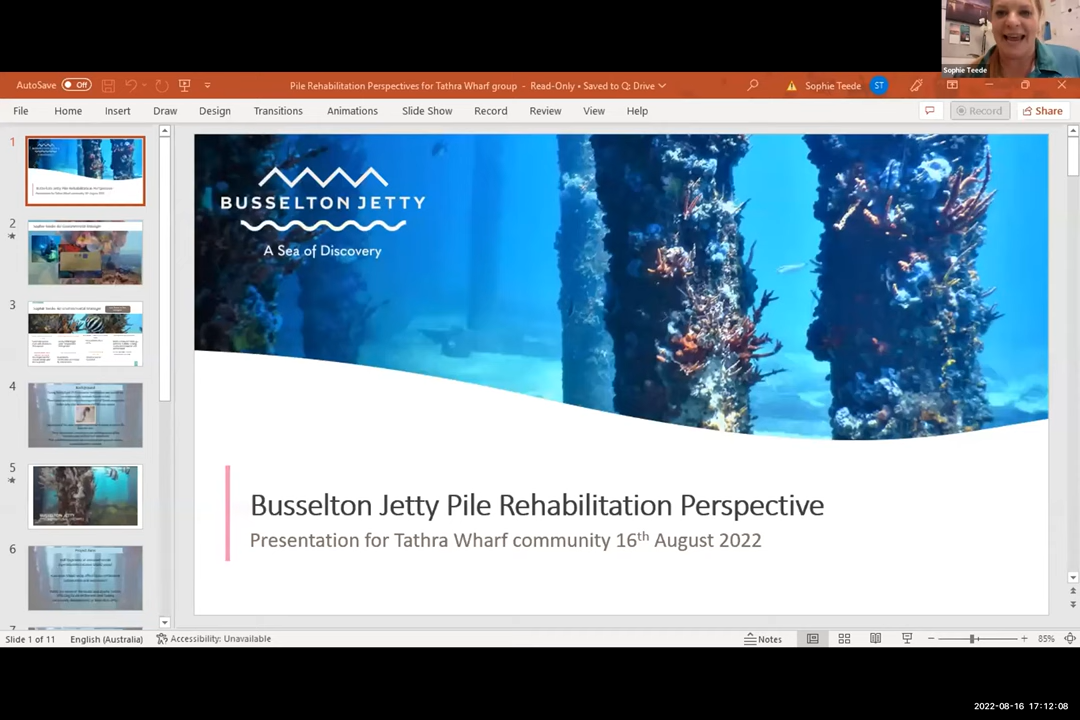 Sophie Teede
AutoSave Off
Pile Rehabilitation Perspectives for Tathra Wharf group - Read-Only • Saved to Q: Drive
Sophie Teede ST
File Home Insert Draw Design Transitions Animations Slide Show Record Review View Help Record Share
1
2
3
4
5
6
7
BUSSELTON JETTY
A Sea of Discovery
Busselton Jetty Pile Rehabilitation Perspective
Presentation for Tathra Wharf community 16th August 2022
Slide 1 of 11 English (Australia) Accessibility: Unavailable Notes 85%
2022-08-16 17:12:08